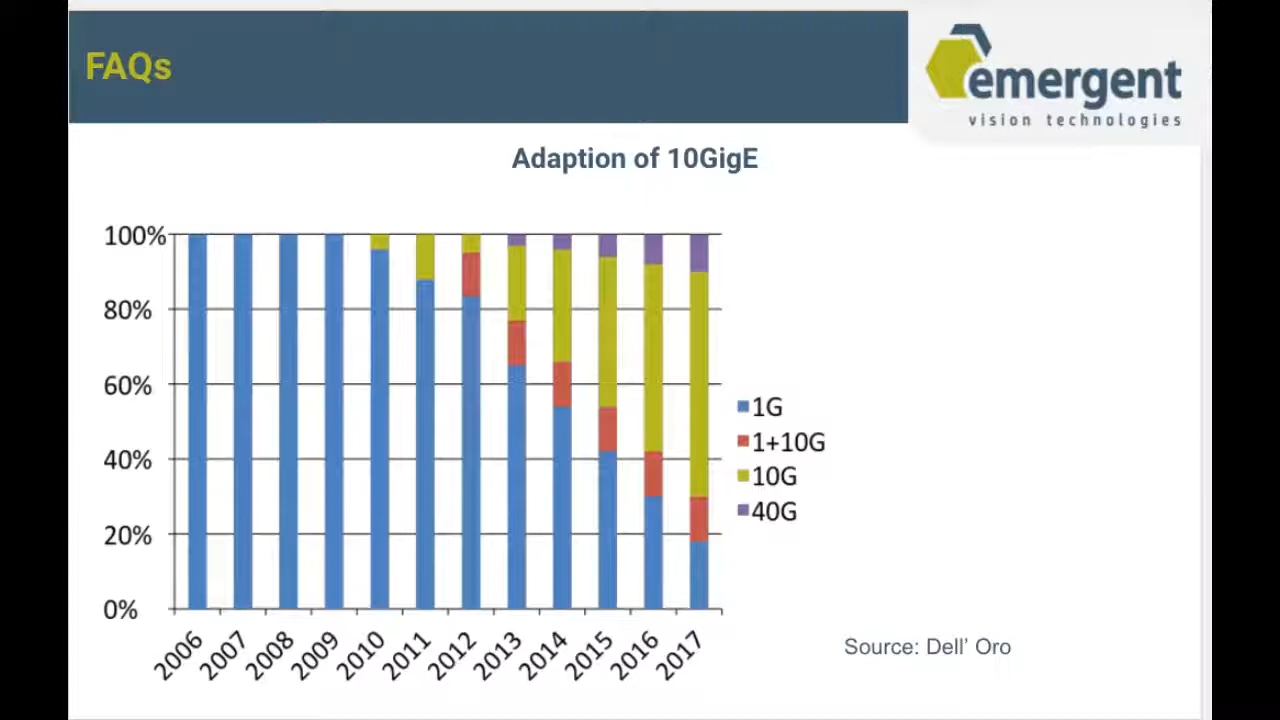 FAQs
emergent
vision technologies
Adaption of 10GigE
100%
80%
60%
40%
20%
0%
2006
2007
2008
2009
2010
2011
2012
2013
2014
2015
2016
2017
1G
1+10G
10G
40G
Source: Dell’ Oro